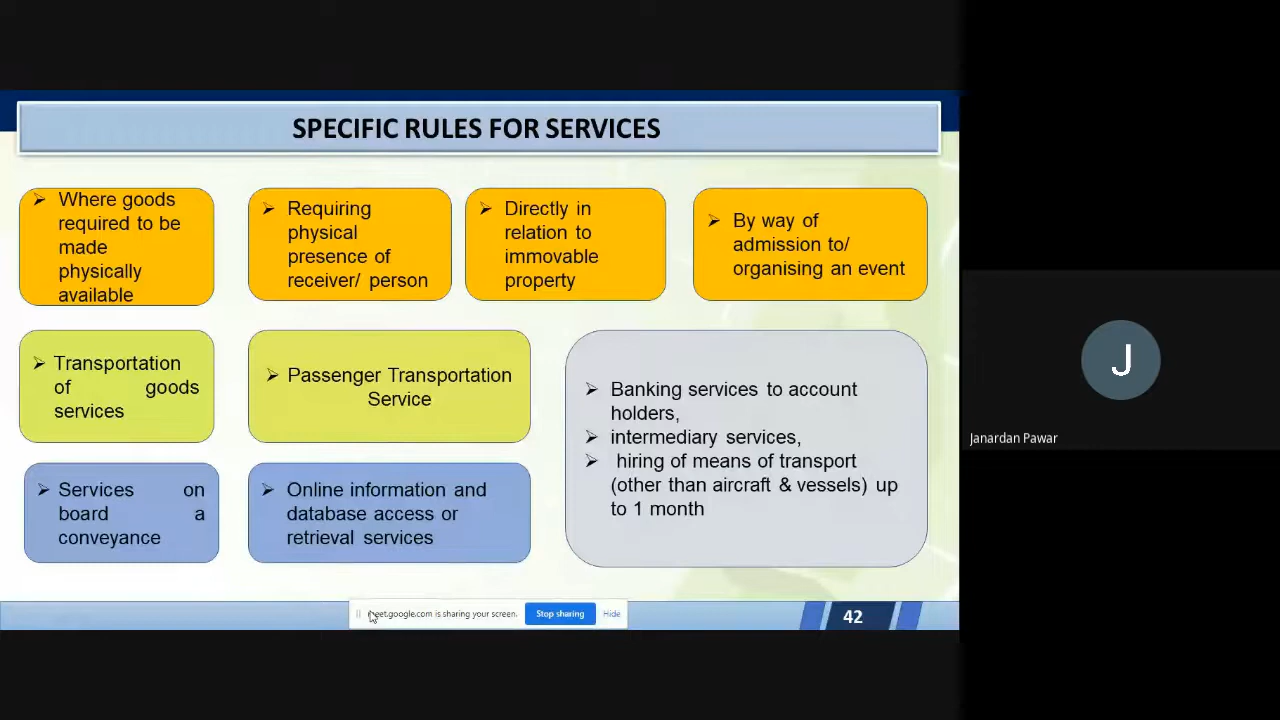 SPECIFIC RULES FOR SERVICES
➢ Where goods
required to be
made
physically
available
➢ Requiring
physical
presence of
receiver/ person
➢ Directly in
relation to
immovable
property
➢ By way of
admission to/
organising an event
➢ Transportation
of goods
services
➢ Passenger Transportation
Service
➢ Banking services to account
holders,
➢ intermediary services,
➢ hiring of means of transport
(other than aircraft & vessels) up
to 1 month
➢ Services on
board a
conveyance
➢ Online information and
database access or
retrieval services
eet.google.com is sharing your screen.
Stop sharing
Hide
42
J
Janardan Pawar